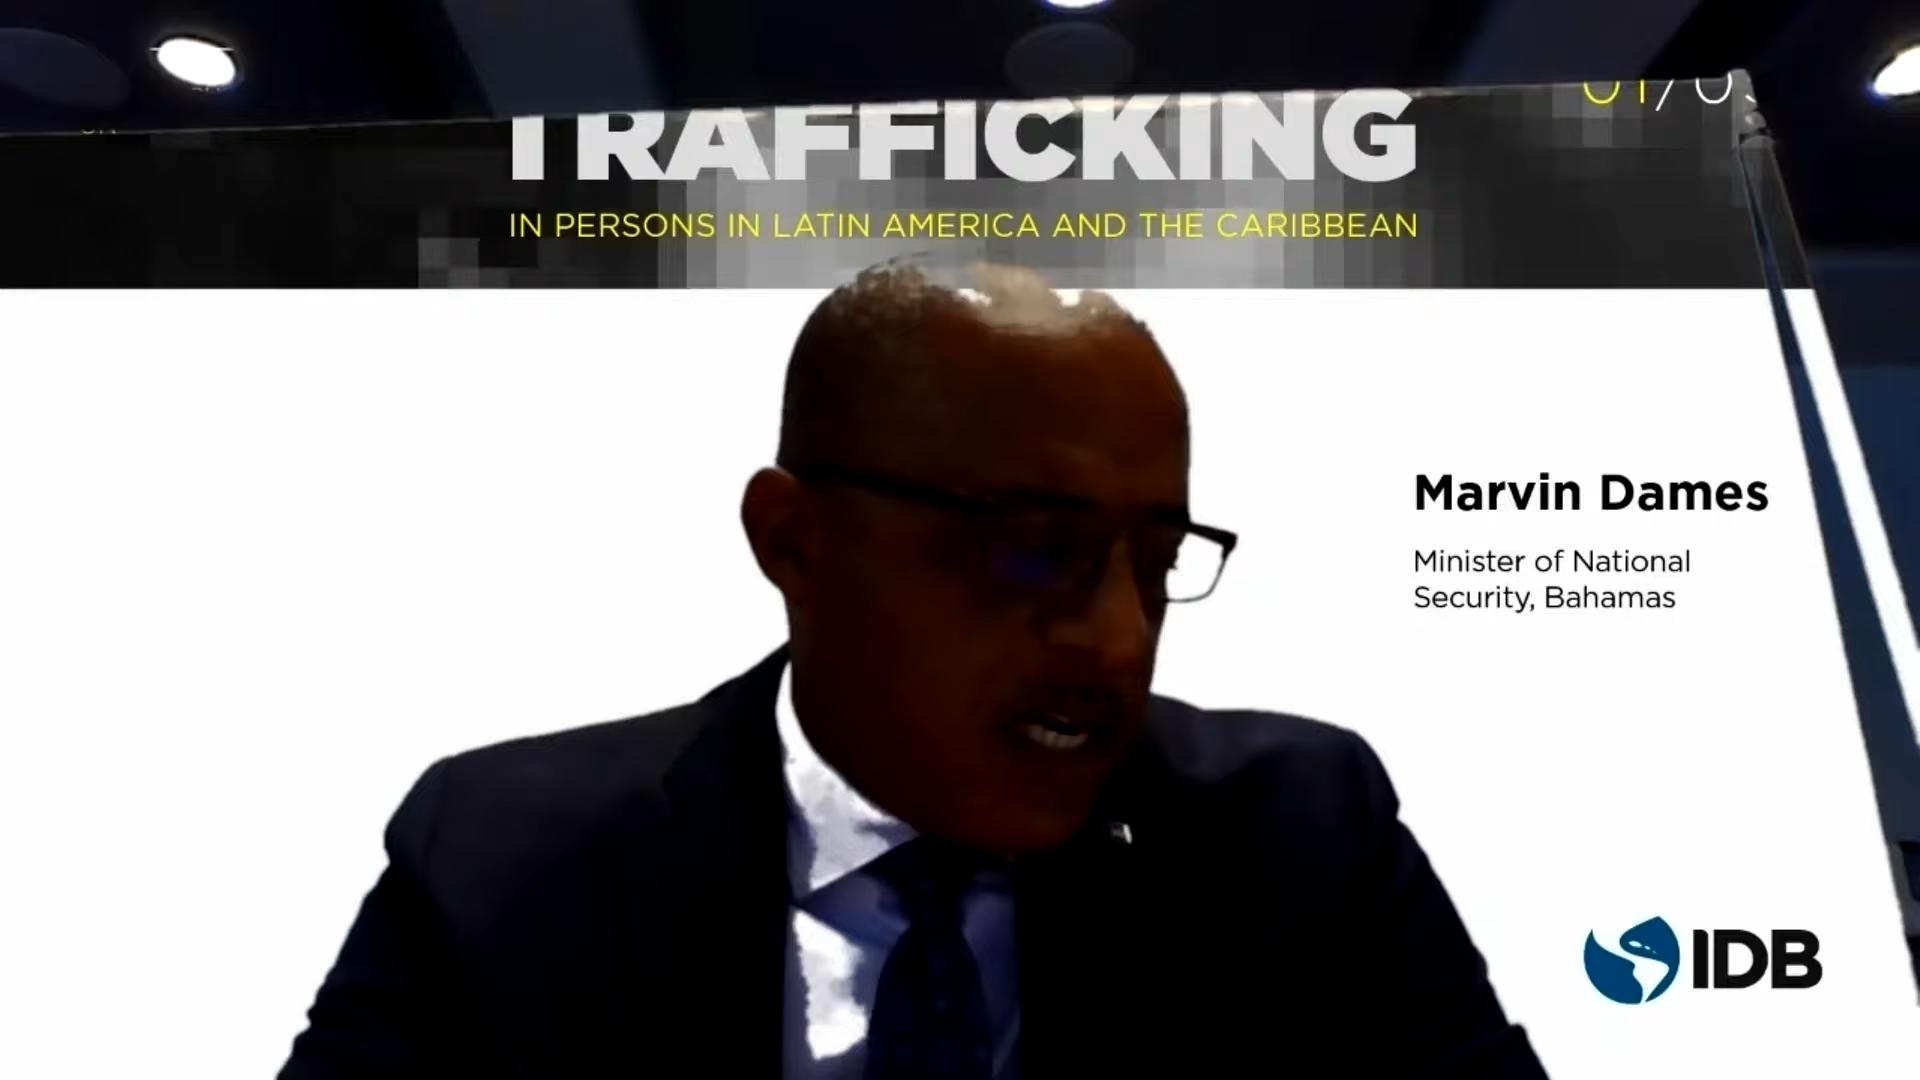 TRAFFICKING
IN PERSONS IN LATIN AMERICA AND THE CARIBBEAN
Marvin Dames
Minister of National
Security, Bahamas
IDB